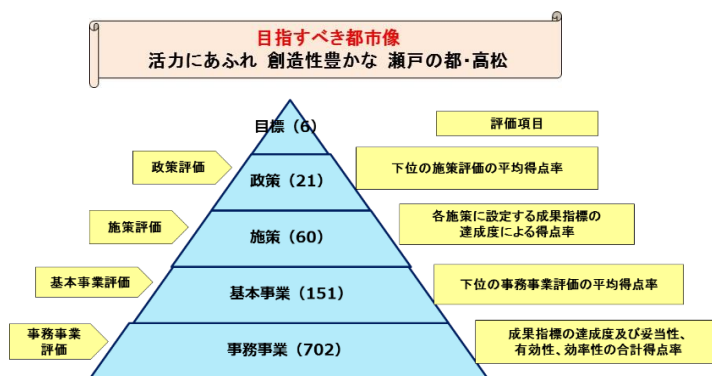 目指すべき都市像
活力にあふれ 創造性豊かな 瀬戸の都・高松
目標（6）
評価項目
政策評価
政策（21）
下位の施策評価の平均得点率
施策評価
施策（60）
各施策に設定する成果指標の
達成度による得点率
基本事業評価
基本事業（151）
下位の事務事業評価の平均得点率
事務事業
評価
事務事業（702）
成果指標の達成度及び妥当性、
有効性、効率性の合計得点率